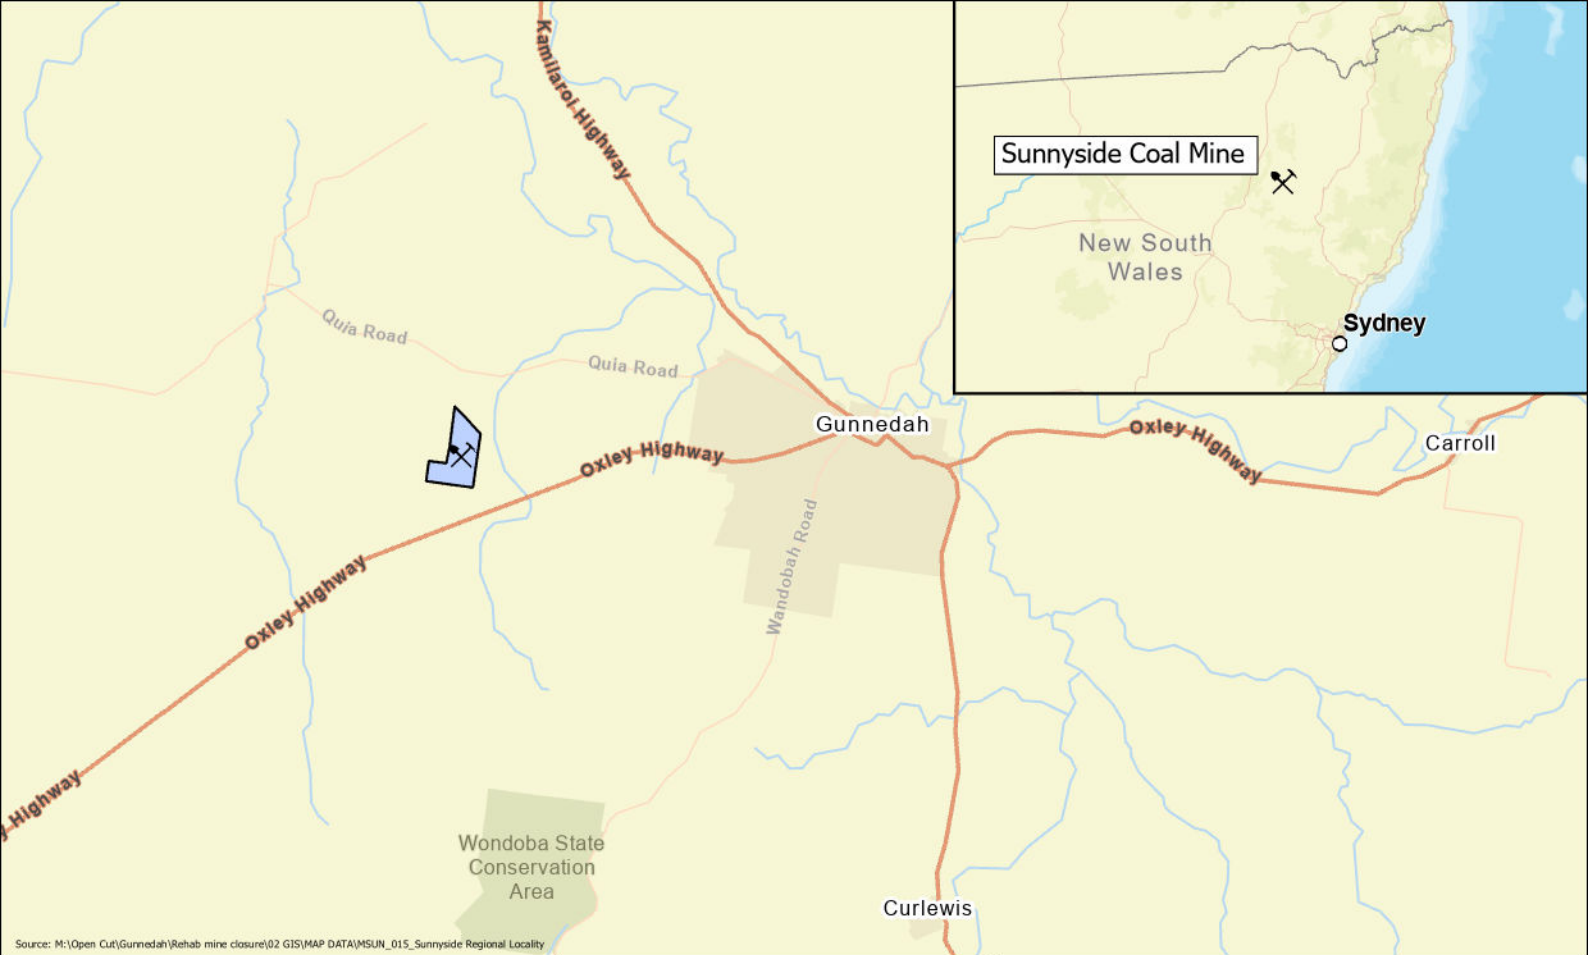 Kamilaroi Highway
Sunnyside Coal Mine
New South
Wales
Sydney
Quia Road
Quia Road
Gunnedah
Oxley Highway
Oxley Highway
Carroll
Wandobah Road
Oxley Highway
y Highway
Wondoba State
Conservation
Area
Curlewis
Source: M:\Open Cut\Gunnedah\Rehab mine closure\02 GIS\MAP DATA\MSUN_015_Sunnyside Regional Locality